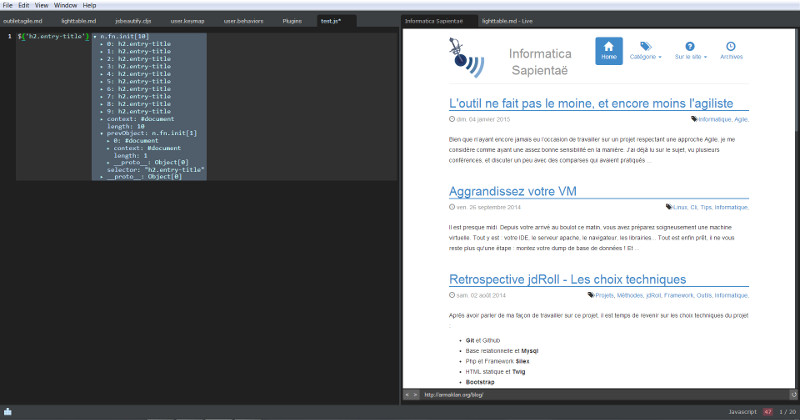 File Edit View Window Help
outiletagile.md lighttable.md jsbeautify.cljs user.keymap user.behaviors Plugins test.js*
Informatica Sapientaë lighttable.md - Live
1 $('h2.entry-title') n.fn.init[10]
0: h2.entry-title
1: h2.entry-title
2: h2.entry-title
3: h2.entry-title
4: h2.entry-title
5: h2.entry-title
6: h2.entry-title
7: h2.entry-title
8: h2.entry-title
9: h2.entry-title
context: #document
length: 10
prevObject: n.fn.init[1]
0: #document
context: #document
length: 1
__proto__: Object[0]
selector: "h2.entry-title"
__proto__: Object[0]
Informatica
Sapientaë
Home Catégorie Sur le site Archives
L'outil ne fait pas le moine, et encore moins l'agiliste
dim. 04 janvier 2015 Informatique, Agile,
Bien que n'ayant encore jamais eu l'occasion de travailler sur un projet respectant une approche Agile, je me
considère comme ayant une assez bonne sensibilité en la manière. J'ai déjà lu sur le sujet, vu plusieurs
conférences, et discuter un peu avec des comparses qui avaient pratiqués ...
Aggrandissez votre VM
ven. 26 septembre 2014 Linux, Cli, Tips, Informatique,
Il est presque midi. Depuis votre arrivé au boulot ce matin, vous avez préparez soigneusement une machine
virtuelle. Tout y est : votre IDE, le serveur apache, le navigateur, les librairies... Tout est enfin prêt, il ne vous
reste plus qu'une étape : montez votre dump de base de données ! Et ...
Retrospective jdRoll - Les choix techniques
sam. 02 août 2014 Projets, Méthodes, jdRoll, Framework, Outils, Informatique,
Après avoir parler de ma façon de travailler sur ce projet, il est temps de revenir sur les choix techniques du projet
:
Git et Github
Base relationnelle et Mysql
Php et Framework Silex
HTML statique et Twig
Bootstrap
Javascript 47 1 / 20